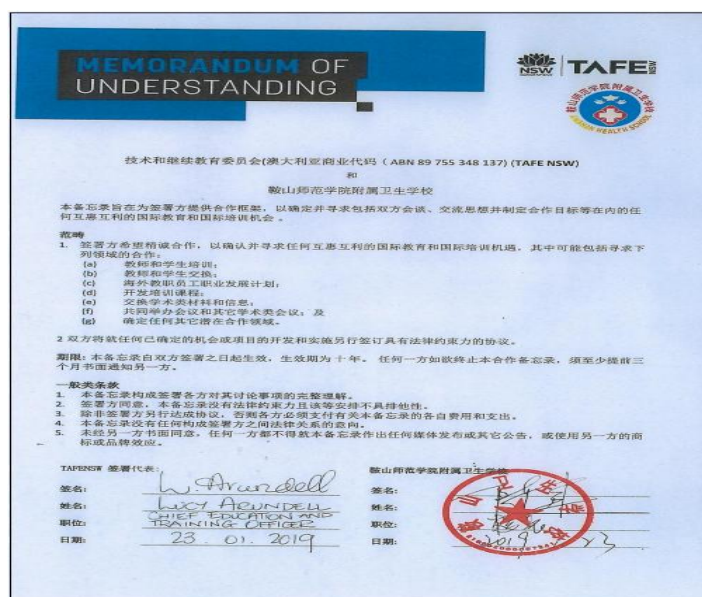 MEMORANDUM OF
UNDERSTANDING
NSW
TAFE NSW
鞍山师范学院附属卫生学校
ANSHAN HEALTH SCHOOL
技术和继续教育委员会(澳大利亚商业代码（ABN 89 755 348 137) (TAFE NSW)
和
鞍山师范学院附属卫生学校
本备忘录旨在为签署方提供合作框架，以确定并寻求包括双方会谈、交流思想并制定合作目标等在内的任
何互惠互利的国际教育和国际培训机会。
范畴
1. 签署方希望精诚合作，以确认并寻求任何互惠互利的国际教育和国际培训机遇，其中可能包括寻求下
列领域的合作：
(a) 教师和学生培训；
(b) 教师和学生交换；
(c) 海外教职员工职业发展计划；
(d) 开发培训课程；
(e) 交换学术类材料和信息；
(f) 共同举办会议和其它学术类会议；及
(g) 确定任何其它潜在合作领域。
2 双方将就任何已确定的机会或项目的开发和实施另行签订具有法律约束力的协议。
期限：本备忘录自双方签署之日起生效，生效期为十年。任何一方如欲终止本合作备忘录，须至少提前三
个月书面通知另一方。
一般类条款
1. 本备忘录构成签署各方对其讨论事项的完整理解。
2. 签署方同意，本备忘录没有法律约束力且该等安排不具排他性。
3. 除非签署方另行达成协议，否则各方必须支付有关本备忘录的各自费用和支出。
4. 本备忘录没有任何构成签署方之间法律关系的意向。
5. 未经另一方书面同意，任何一方都不得就本备忘录作出任何媒体发布或其它公告，或使用另一方的商
标或品牌效应。
TAFENSW 签署代表：
签名： L. Arundell
姓名： LUCY ARUNDELL
职位： CHIEF EDUCATION AND
TRAINING OFFICER
日期： 23 . 01. 2019
鞍山师范学院附属卫生学校
签名：
姓名：
职位：
日期： 2019